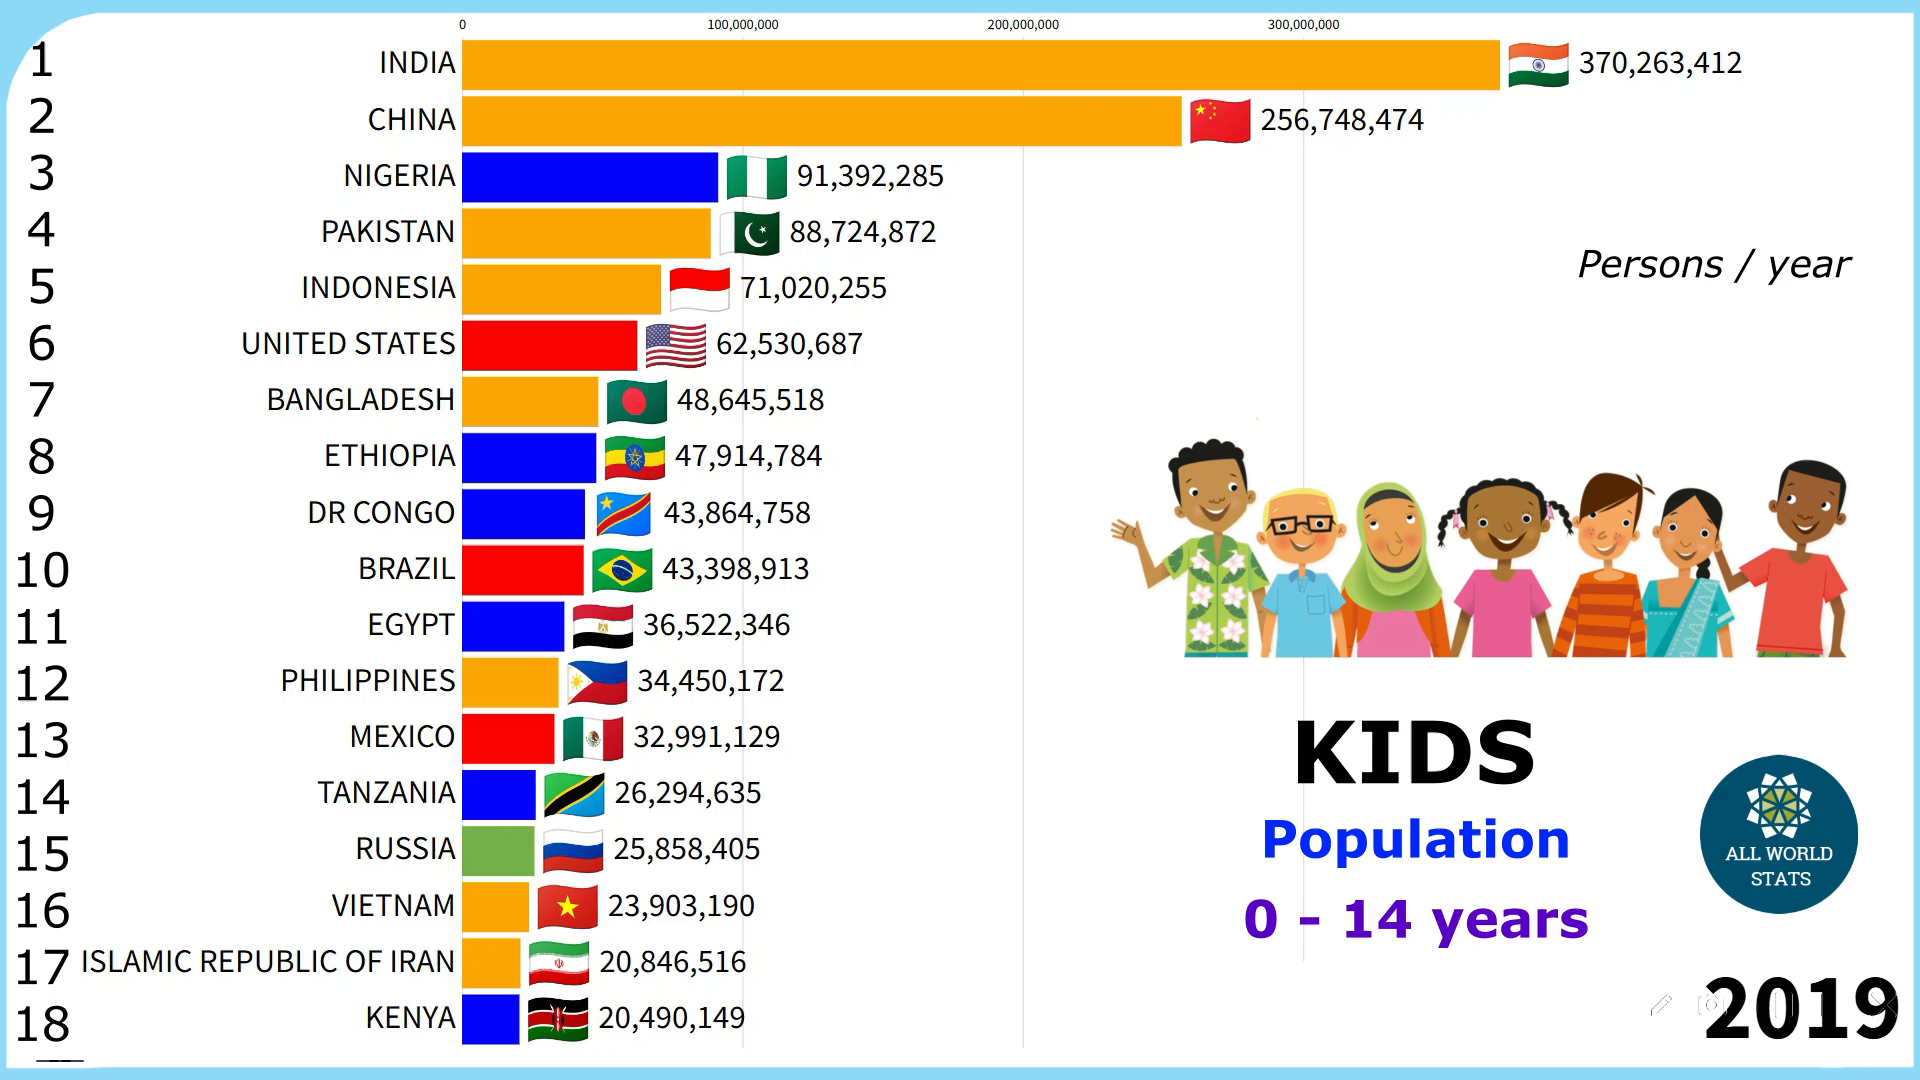 0 100,000,000 200,000,000 300,000,000
1 INDIA 370,263,412
2 CHINA 256,748,474
3 NIGERIA 91,392,285
4 PAKISTAN 88,724,872
Persons / year
5 INDONESIA 71,020,255
6 UNITED STATES 62,530,687
7 BANGLADESH 48,645,518
8 ETHIOPIA 47,914,784
9 DR CONGO 43,864,758
10 BRAZIL 43,398,913
11 EGYPT 36,522,346
12 PHILIPPINES 34,450,172
13 MEXICO 32,991,129
14 TANZANIA 26,294,635
15 RUSSIA 25,858,405
16 VIETNAM 23,903,190
17 ISLAMIC REPUBLIC OF IRAN 20,846,516
18 KENYA 20,490,149
KIDS
Population
0 - 14 years
ALL WORLD
STATS
2019